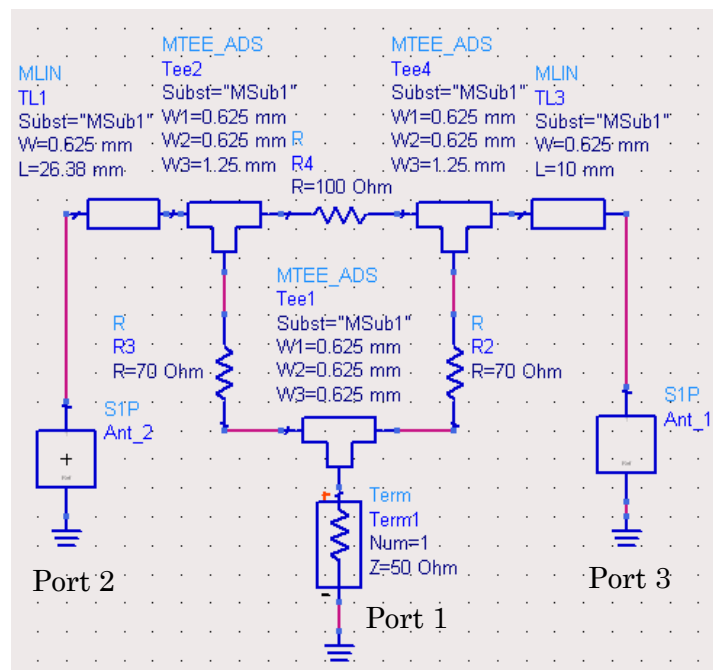 MTEE_ADS
Tee2
Subst="MSub1"
W1=0.625 mm
W2=0.625 mm
W3=1.25 mm
MTEE_ADS
Tee4
Subst="MSub1"
W1=0.625 mm
W2=0.625 mm
W3=1.25 mm
MLIN
TL1
Subst="MSub1"
W=0.625 mm
L=26.38 mm
MLIN
TL3
Subst="MSub1"
W=0.625 mm
L=10 mm
R
R4
R=100 Ohm
MTEE_ADS
Tee1
Subst="MSub1"
W1=0.625 mm
W2=0.625 mm
W3=0.625 mm
R
R3
R=70 Ohm
R
R2
R=70 Ohm
S1P
Ant_2
+
S1P
Ant_1
+
Term
Term1
Num=1
Z=50 Ohm
-
Port 2
Port 3
Port 1